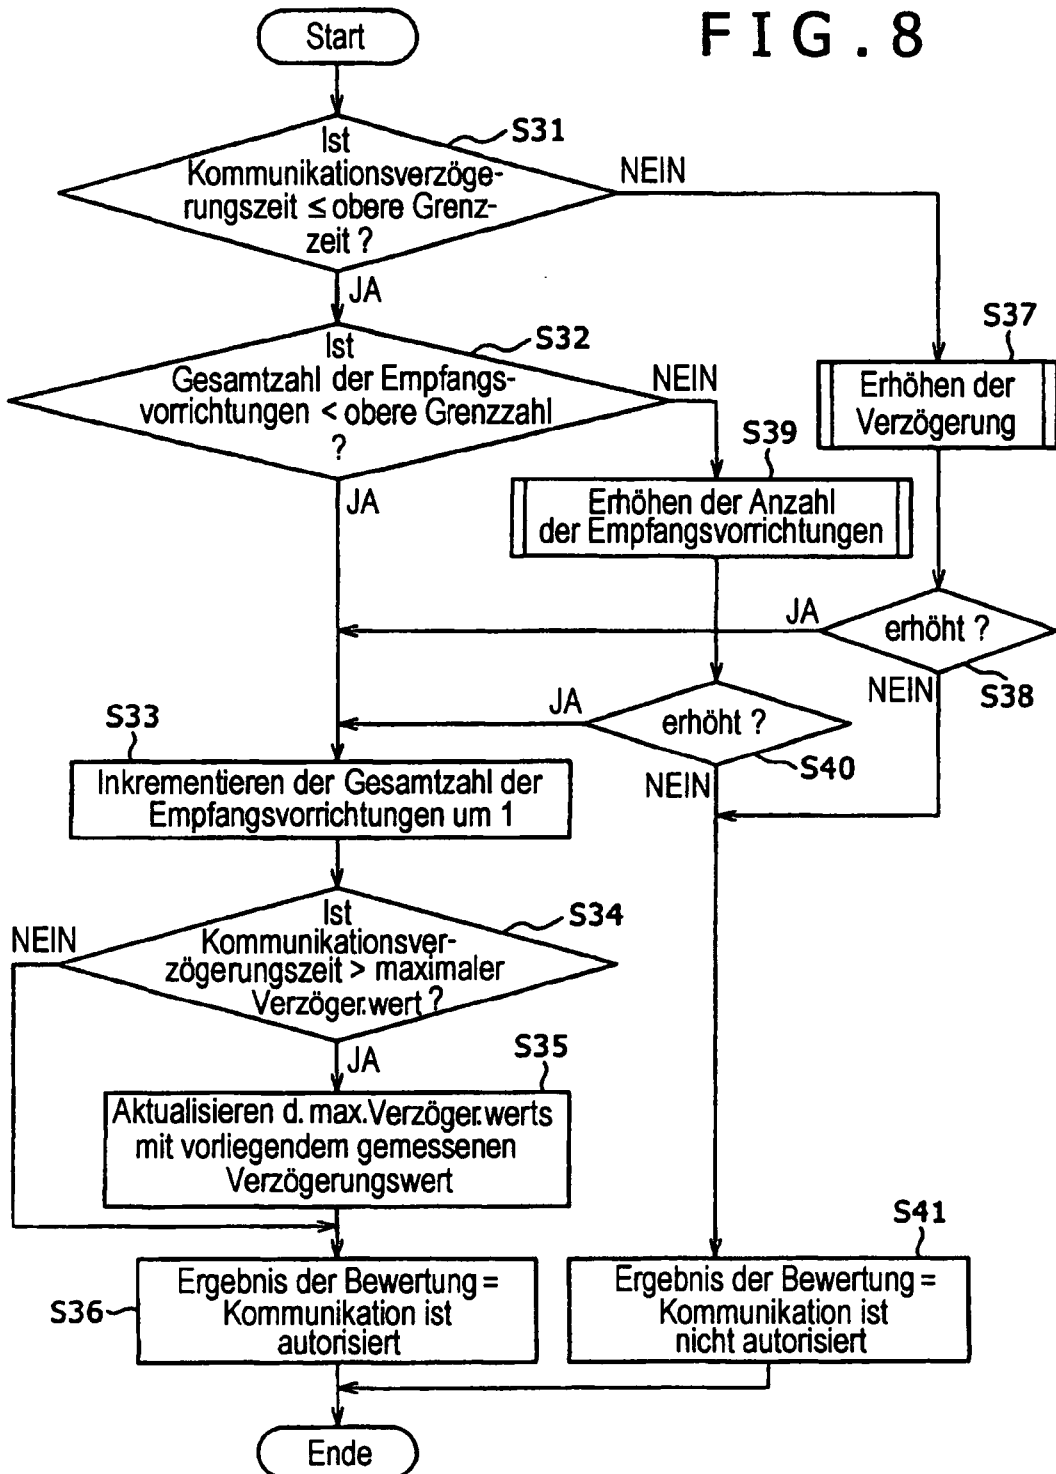 FIG.8
Start
Ist
Kommunikationsverzöge-
rungszeit ≤ obere Grenz-
zeit ?
S31
NEIN
JA
Ist
Gesamtzahl der Empfangs-
vorrichtungen < obere Grenzzahl
?
S32
NEIN
JA
S37
Erhöhen der
Verzögerung
S39
Erhöhen der Anzahl
der Empfangsvorrichtungen
erhöht ?
JA
NEIN
S38
erhöht ?
JA
NEIN
S40
S33
Inkrementieren der Gesamtzahl der
Empfangsvorrichtungen um 1
Ist
Kommunikationsver-
zögerungszeit > maximaler
Verzöger.wert ?
S34
NEIN
JA
S35
Aktualisieren d. max.Verzöger.werts
mit vorliegendem gemessenen
Verzögerungswert
S36
Ergebnis der Bewertung =
Kommunikation ist
autorisiert
S41
Ergebnis der Bewertung =
Kommunikation ist
nicht autorisiert
Ende